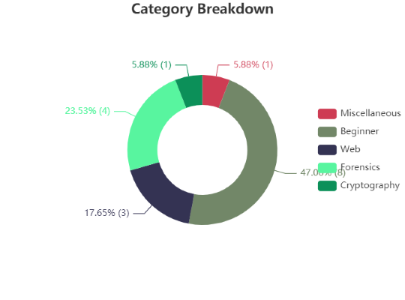 Category Breakdown
5.88% (1)
5.88% (1)
23.53% (4)
17.65% (3)
(8)
Miscellaneous
Beginner
Web
Forensics
Cryptography